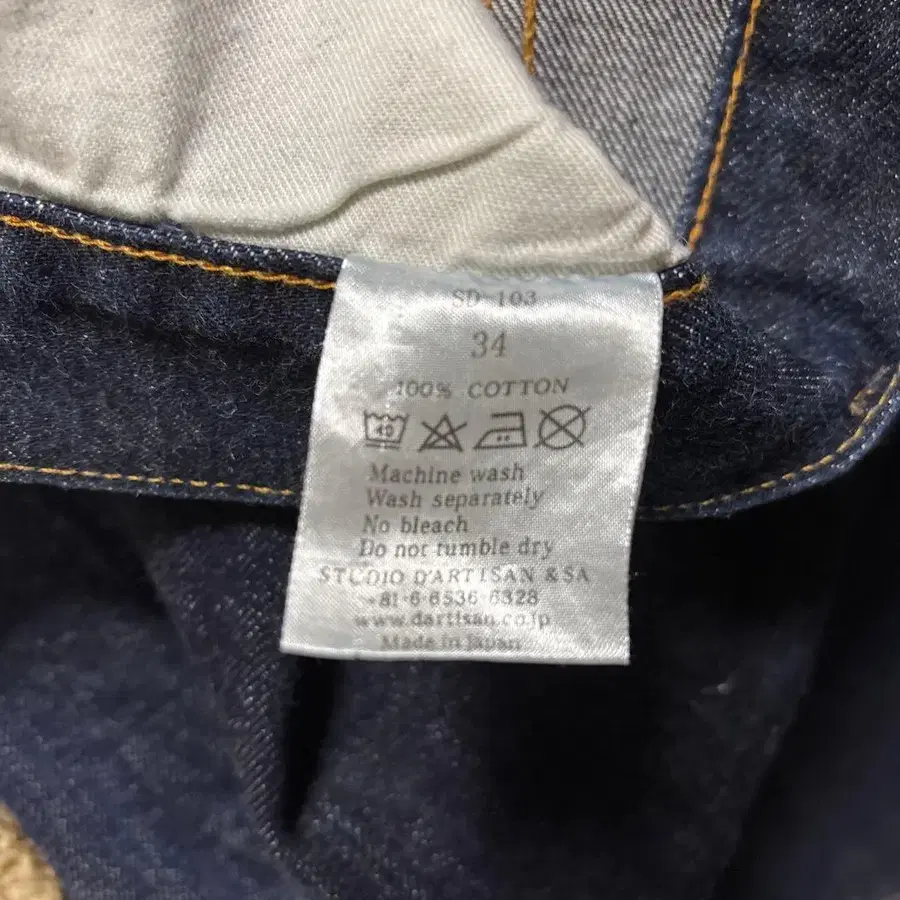 SD-103
34
100% COTTON
40
Machine wash
Wash separately
No bleach
Do not tumble dry
STUDIO D'ARTISAN & SA
+81-6-6536-6328
www.dartisan.co.jp
Made in Japan